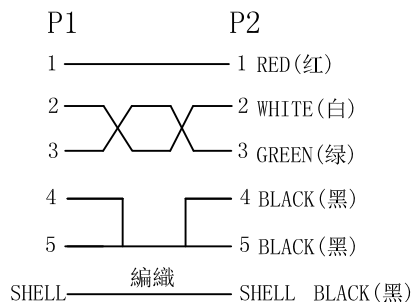 P1 P2
1 1 RED(红)
2 2 WHITE(白)
3 3 GREEN(绿)
4 4 BLACK(黑)
5 5 BLACK(黑)
編織
SHELL SHELL BLACK(黑)